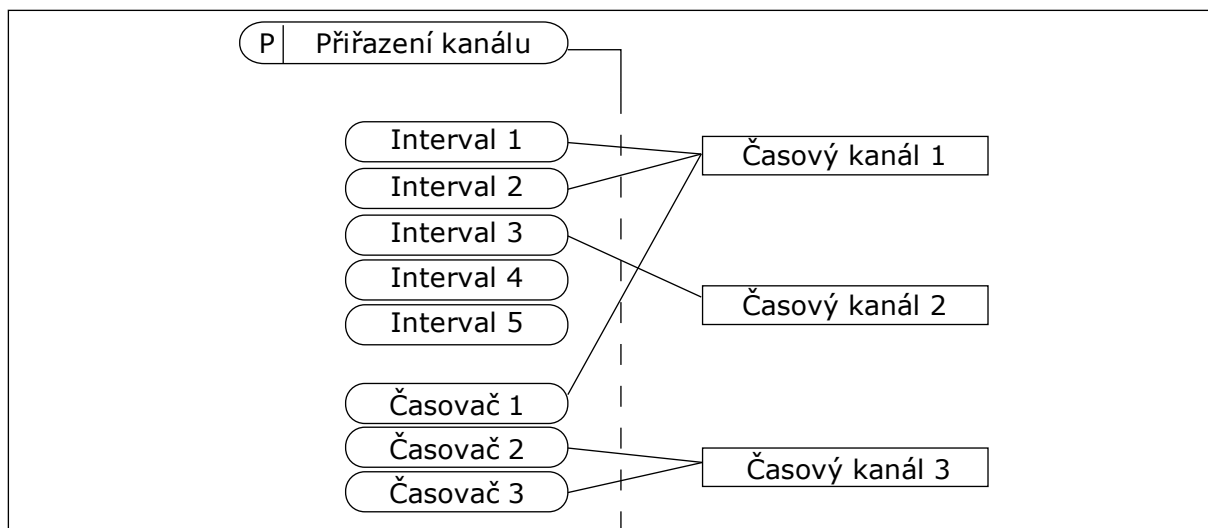 P Přiřazení kanálu
Interval 1
Časový kanál 1
Interval 2
Interval 3
Interval 4
Časový kanál 2
Interval 5
Časovač 1
Časovač 2
Časový kanál 3
Časovač 3